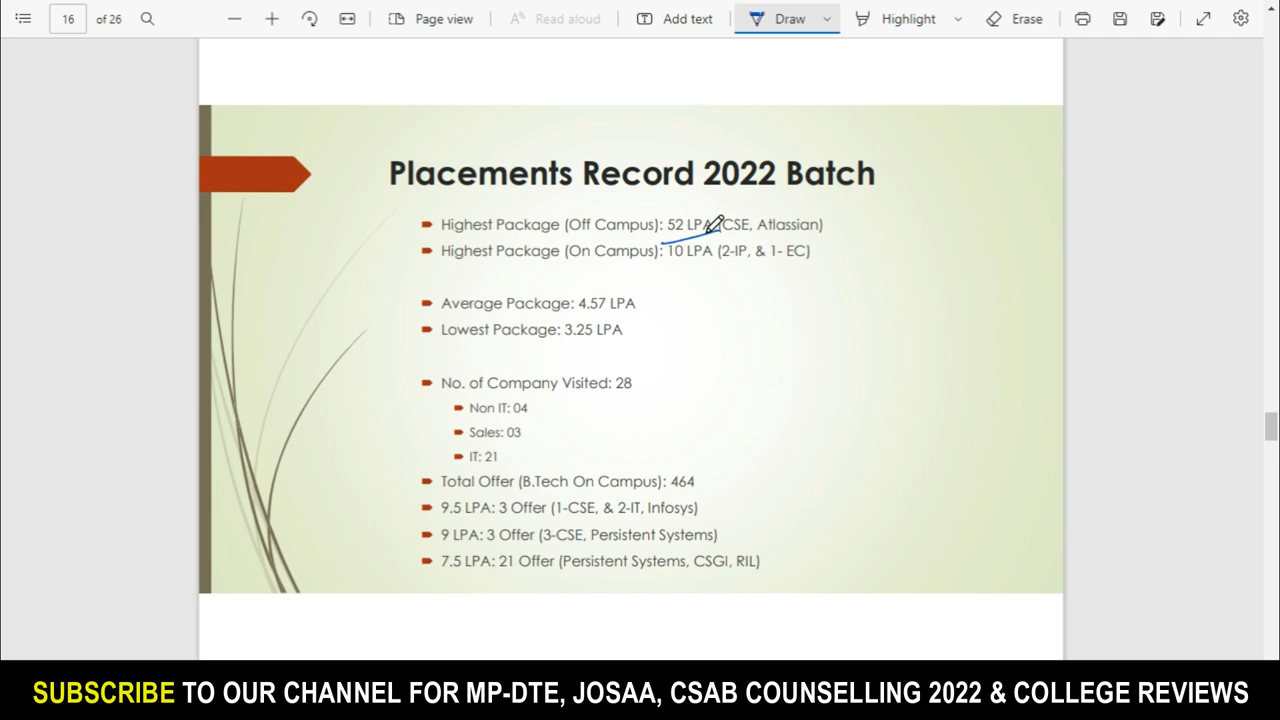 16 of 26 Page view Read aloud Add text Draw Highlight Erase
Placements Record 2022 Batch
Highest Package (Off Campus): 52 LPA (CSE, Atlassian)
Highest Package (On Campus): 10 LPA (2-IP, & 1- EC)
Average Package: 4.57 LPA
Lowest Package: 3.25 LPA
No. of Company Visited: 28
Non IT: 04
Sales: 03
IT: 21
Total Offer (B.Tech On Campus): 464
9.5 LPA: 3 Offer (1-CSE, & 2-IT, Infosys)
9 LPA: 3 Offer (3-CSE, Persistent Systems)
7.5 LPA: 21 Offer (Persistent Systems, CSGI, RIL)
SUBSCRIBE TO OUR CHANNEL FOR MP-DTE, JOSAA, CSAB COUNSELLING 2022 & COLLEGE REVIEWS